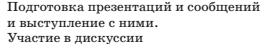 Подготовка презентаций и сообщений
и выступление с ними.
Участие в дискуссии